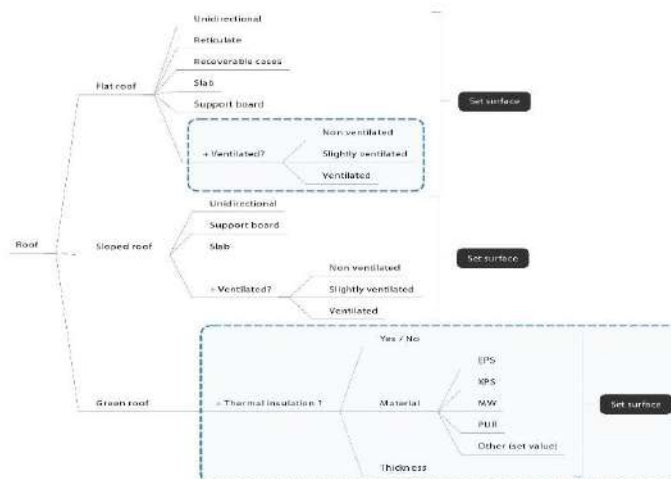 Unidirectional
Reticulate
Recoverable cases
Flat roof
Slab
Support board
Set surface
+ Ventilated?
Non ventilated
Slightly ventilated
Ventilated
Roof
Sloped roof
Unidirectional
Support board
Slab
Set surface
+ Ventilated?
Non ventilated
Slightly ventilated
Ventilated
Green roof
+ Thermal insulation ?
Yes / No
Material
EPS
XPS
MW
PUR
Other (set value)
Thickness
Set surface